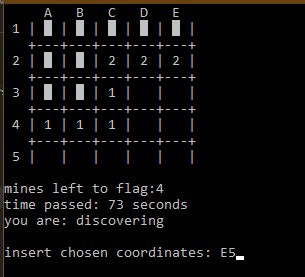 A B C D E
1 | █ | █ | █ | █ | █ |
+---+---+---+---+---+
2 | █ | █ | 2 | 2 | 2 |
+---+---+---+---+---+
3 | █ | █ | 1 | | |
+---+---+---+---+---+
4 | 1 | 1 | 1 | | |
+---+---+---+---+---+
5 | | | | | |
mines left to flag:4
time passed: 73 seconds
you are: discovering
insert chosen coordinates: E5_